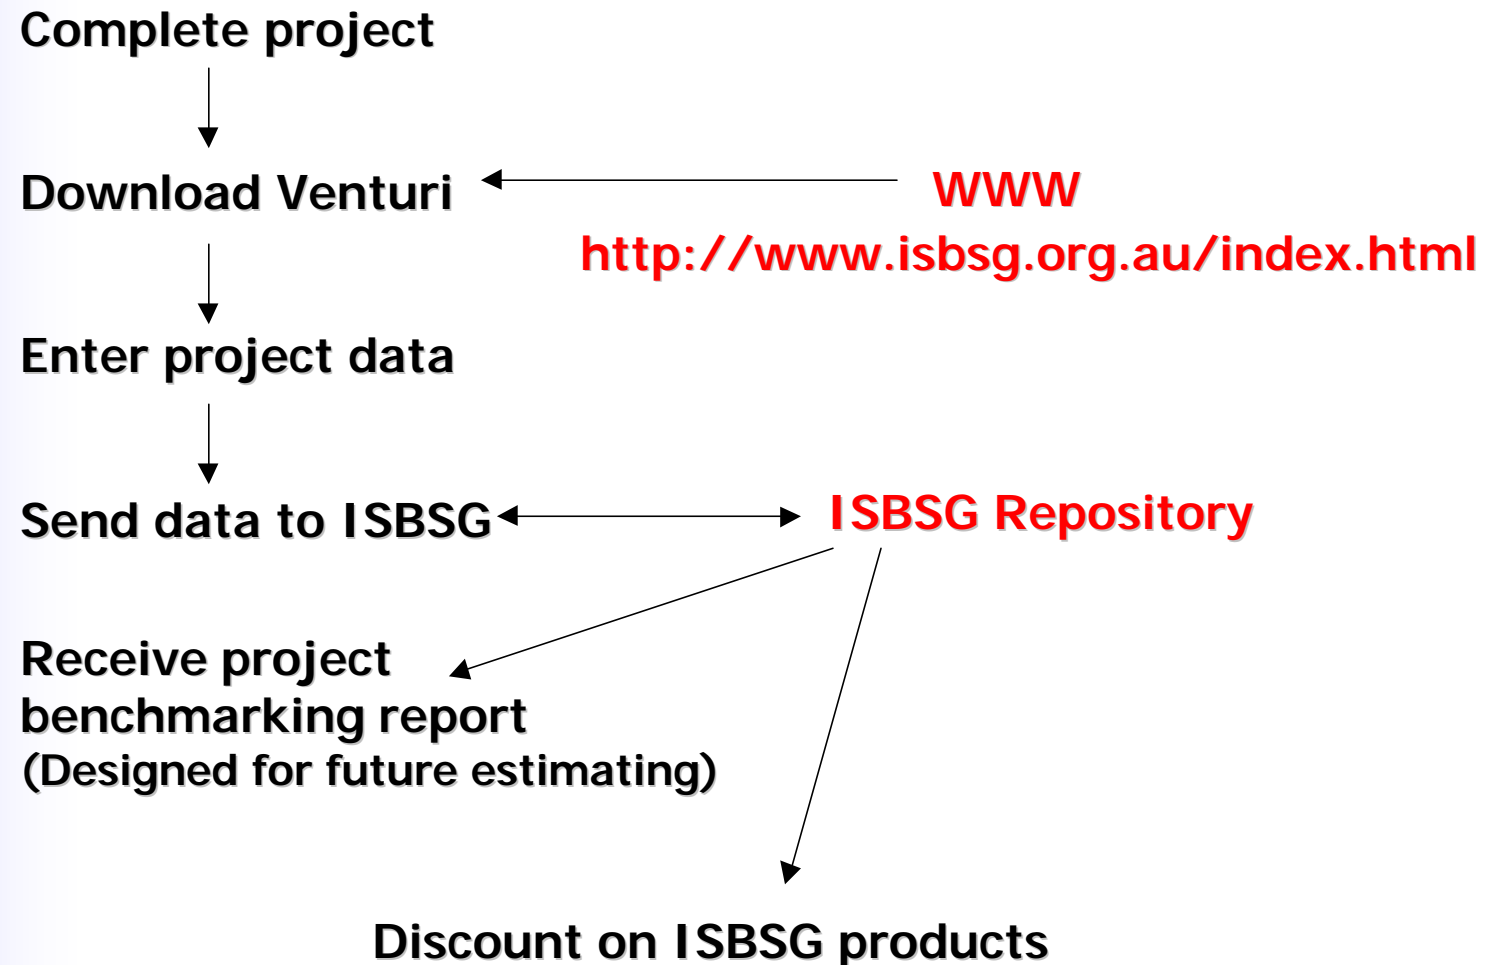 Complete project
Download Venturi
WWW
http://www.isbsg.org.au/index.html
Enter project data
Send data to ISBSG
ISBSG Repository
Receive project
benchmarking report
(Designed for future estimating)
Discount on ISBSG products